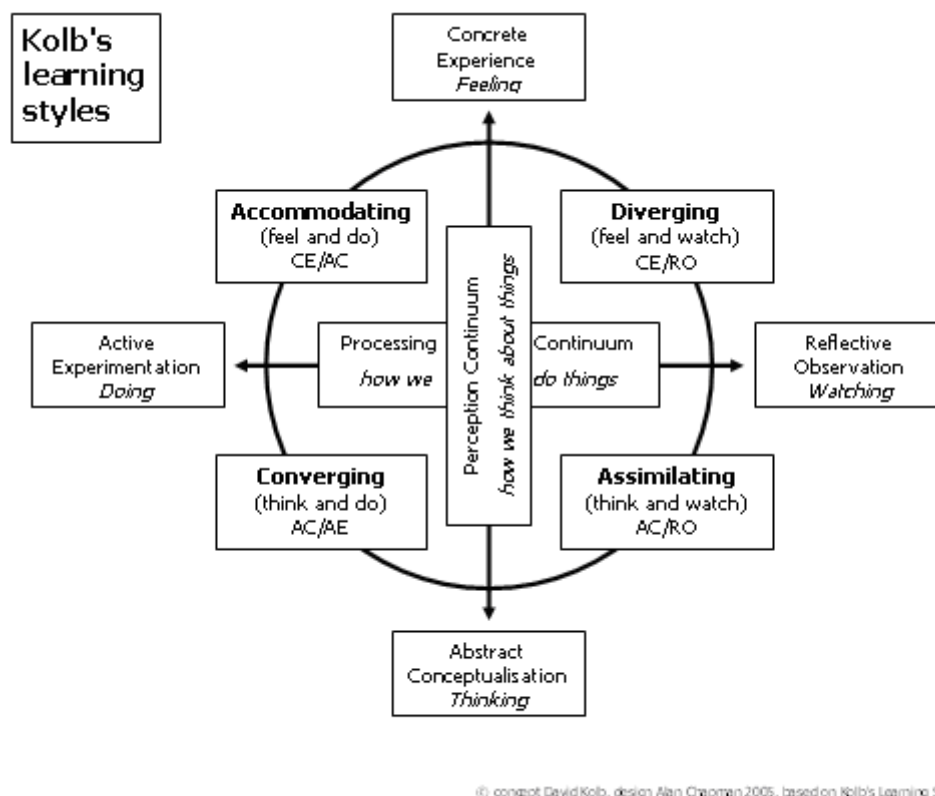 Kolb's
learning
styles
Concrete
Experience
Feeling
Accommodating
(feel and do)
CE/AC
Diverging
(feel and watch)
CE/RO
Active
Experimentation
Doing
Processing Continuum
how we do things
Perception Continuum
how we think about things
Reflective
Observation
Watching
Converging
(think and do)
AC/AE
Assimilating
(think and watch)
AC/RO
Abstract
Conceptualisation
Thinking
© concept David Kolb, design Alan Chapman 2005, based on Kolb's Learning S